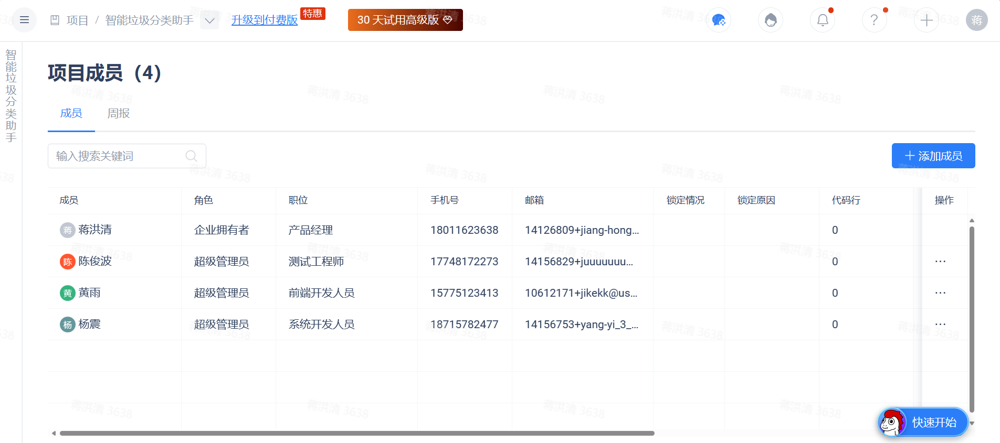 项目 / 智能垃圾分类助手 升级到付费版 特惠 30 天试用高级版 ? 蒋
智能垃圾分类助手
项目成员（4）
成员 周报
输入搜索关键词 添加成员
成员 角色 职位 手机号 邮箱 锁定情况 锁定原因 代码行 操作
蒋 蒋洪清 企业拥有者 产品经理 18011623638 14126809+jiang-hong... 0
陈 陈俊波 超级管理员 测试工程师 17748172273 14156829+juuuuuuu... 0 ...
黄 黄雨 超级管理员 前端开发人员 15775123413 10612171+jikekk@us... 0 ...
杨 杨震 超级管理员 系统开发人员 18715782477 14156753+yang-yi_3_... 0 ...
快速开始
蒋洪清 3638